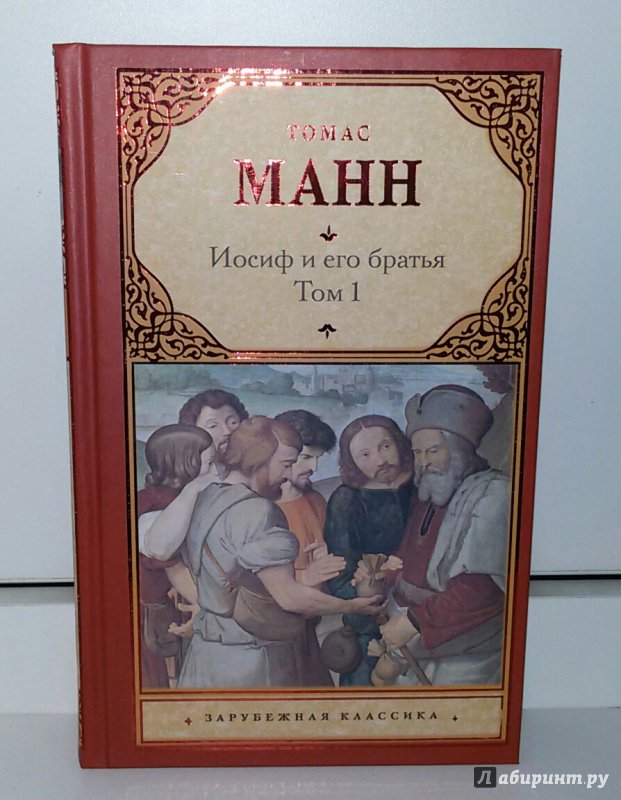 ТОМАС
МАНН
Иосиф и его братья
Том 1
ЗАРУБЕЖНАЯ КЛАССИКА
Лабиринт.ру